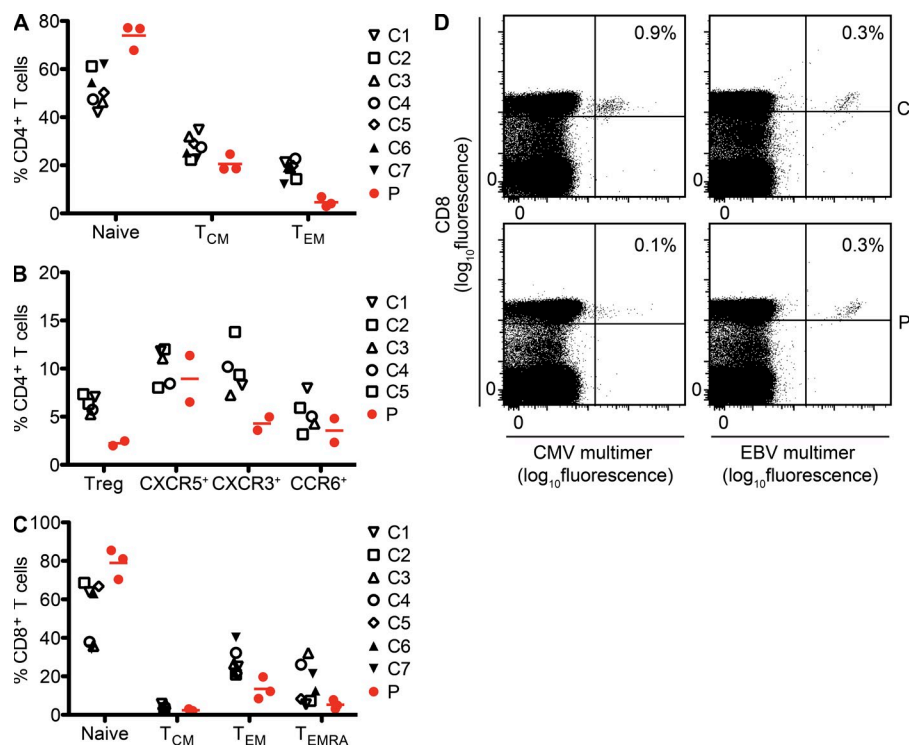 A
80
60
40
20
0
% CD4+ T cells
Naive TCM TEM
C1
C2
C3
C4
C5
C6
C7
P
B
20
15
10
5
0
% CD4+ T cells
Treg CXCR5+ CXCR3+ CCR6+
C1
C2
C3
C4
C5
P
C
100
80
60
40
20
0
% CD8+ T cells
Naive TCM TEM TEMRA
C1
C2
C3
C4
C5
C6
C7
P
D
CD8
(log10fluorescence)
0.9% 0.3%
C
0 0
0 0
0.1% 0.3%
P
0 0
0 0
CMV multimer EBV multimer
(log10fluorescence) (log10fluorescence)